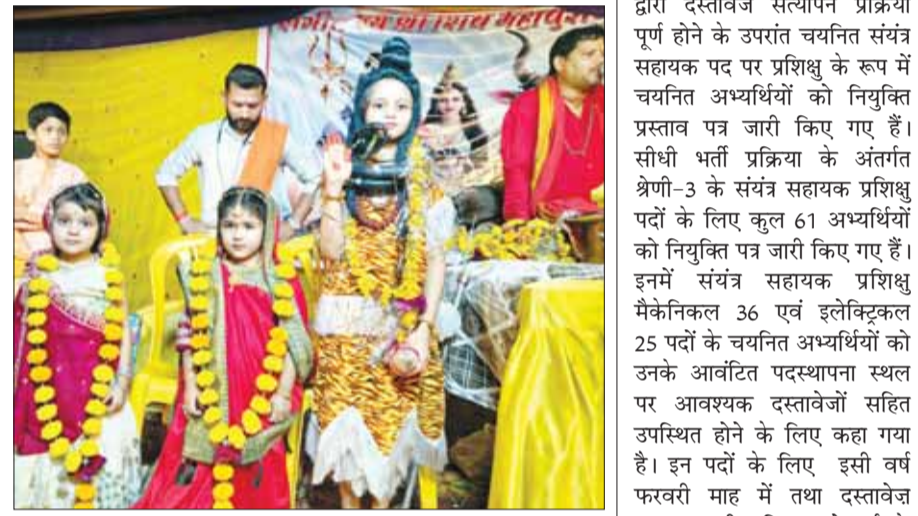 श्री शिव महापुरा
द्वारा दस्तावेज सत्यापन प्रक्रिया
पूर्ण होने के उपरांत चयनित संयंत्र
सहायक पद पर प्रशिक्षु के रूप में
चयनित अभ्यर्थियों को नियुक्ति
प्रस्ताव पत्र जारी किए गए हैं।
सीधी भर्ती प्रक्रिया के अंतर्गत
श्रेणी-3 के संयंत्र सहायक प्रशिक्षु
पदों के लिए कुल 61 अभ्यर्थियों
को नियुक्ति पत्र जारी किए गए हैं।
इनमें संयंत्र सहायक प्रशिक्षु
मैकेनिकल 36 एवं इलेक्ट्रिकल
25 पदों के चयनित अभ्यर्थियों को
उनके आवंटित पदस्थापना स्थल
पर आवश्यक दस्तावेजों सहित
उपस्थित होने के लिए कहा गया
है। इन पदों के लिए इसी वर्ष
फरवरी माह में तथा दस्तावेज